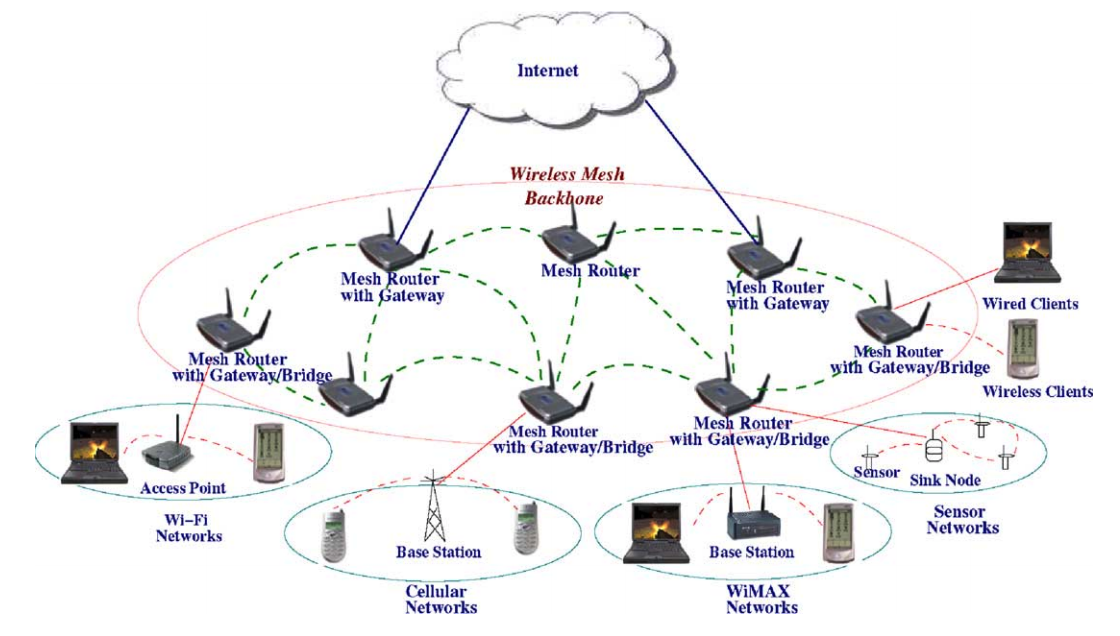 Internet
Wireless Mesh
Backbone
Mesh Router
with Gateway
Mesh Router
Mesh Router
with Gateway
Wired Clients
Mesh Router
with Gateway/Bridge
Mesh Router
with Gateway/Bridge
Wireless Clients
Mesh Router
with Gateway/Bridge
Mesh Router
with Gateway/Bridge
Access Point
Wi-Fi
Networks
Sensor
Sink Node
Sensor
Networks
Base Station
Cellular
Networks
Base Station
WiMAX
Networks